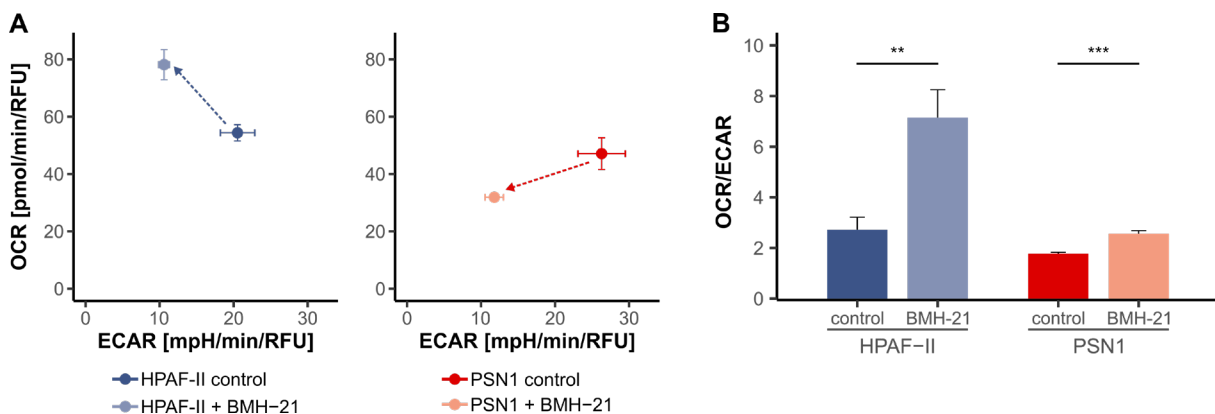 A
OCR [pmol/min/RFU]
80
60
40
20
0
0 10 20 30
ECAR [mpH/min/RFU]
HPAF-II control
HPAF-II + BMH−21
80
60
40
20
0
0 10 20 30
ECAR [mpH/min/RFU]
PSN1 control
PSN1 + BMH−21
B
OCR/ECAR
10
8
6
4
2
0
** ***
control BMH-21 control BMH-21
HPAF−II PSN1